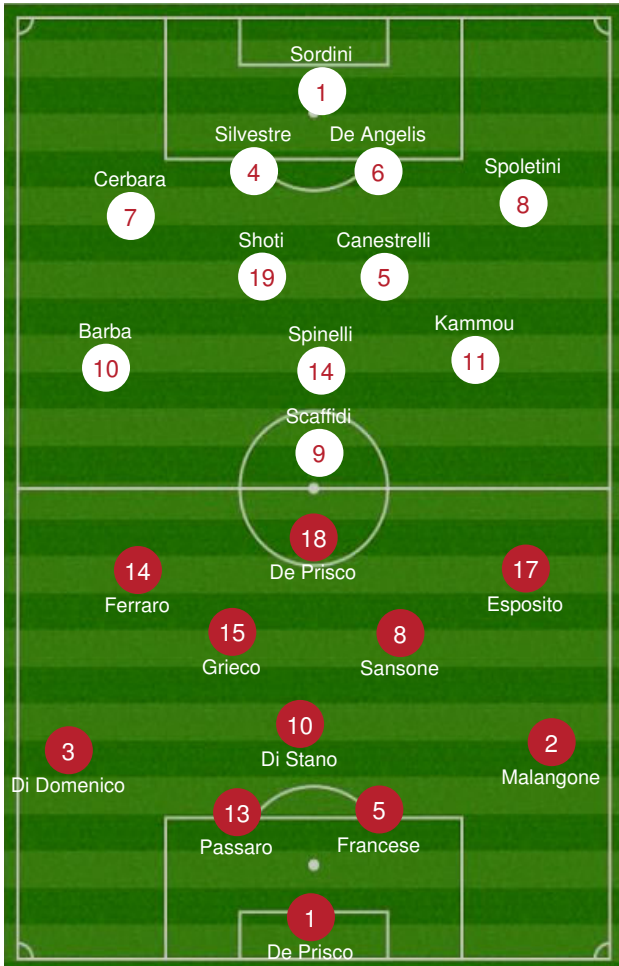 Sordini
1
Silvestre
De Angelis
4
6
Cerbara
Spoletini
7
8
Shoti
Canestrelli
19
5
Barba
Spinelli
Kammou
10
14
11
Scaffidi
9
18
De Prisco
14
17
Ferraro
Esposito
15
8
Grieco
Sansone
10
Di Stano
3
2
Di Domenico
Malangone
13
5
Passaro
Francese
1
De Prisco